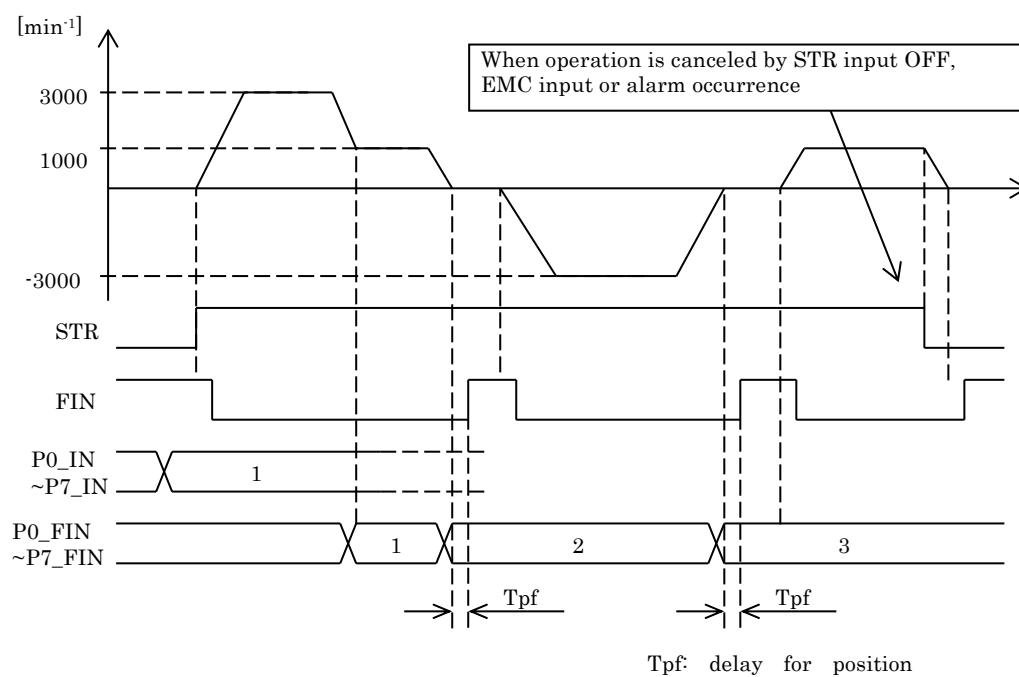 [min⁻¹]
When operation is canceled by STR input OFF,
EMC input or alarm occurrence
3000
1000
-3000
STR
FIN
P0_IN
~P7_IN
1
P0_FIN
~P7_FIN
1
2
3
Tpf
Tpf
Tpf: delay for position